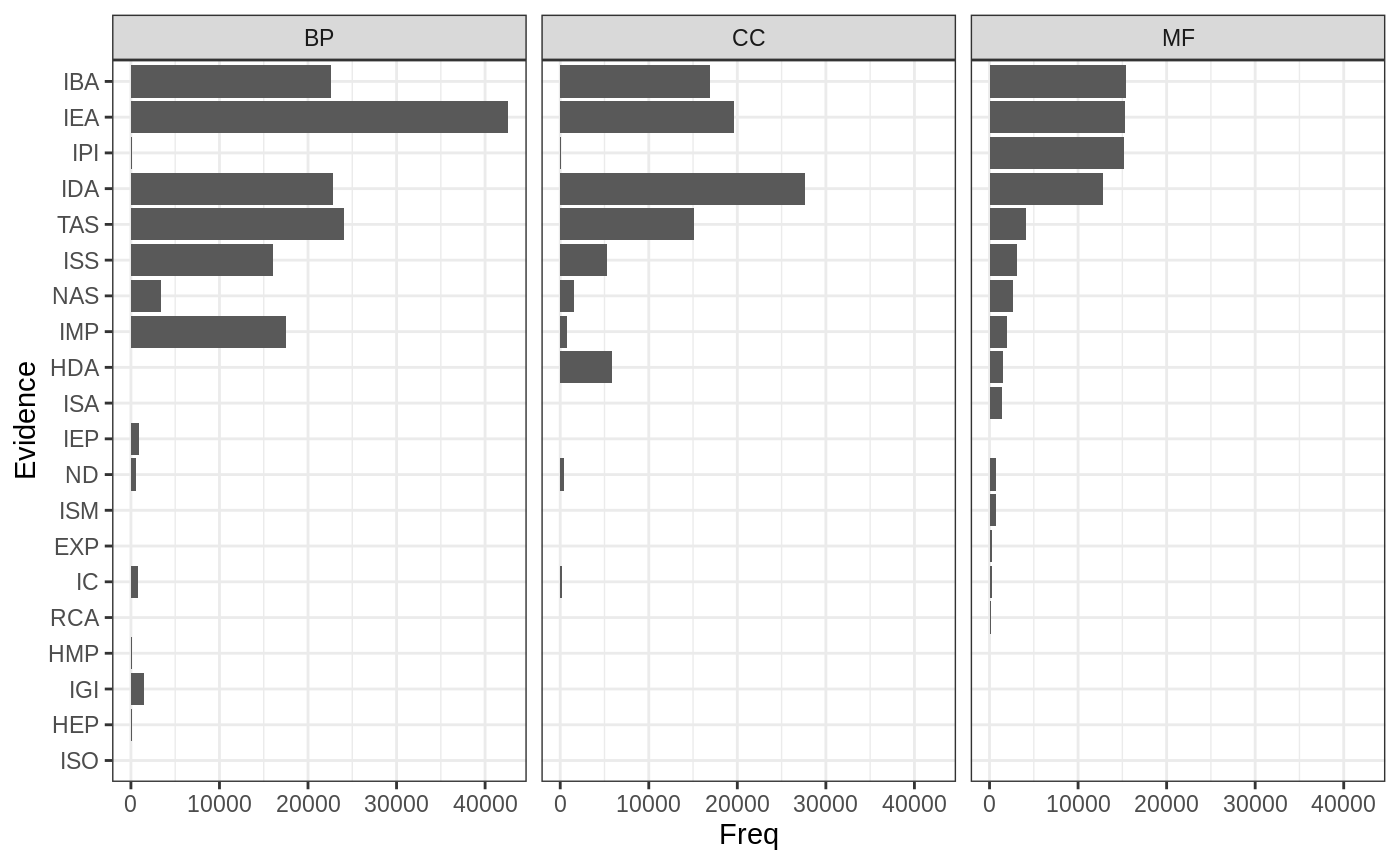 BP CC MF
IBA
IEA
IPI
IDA
TAS
ISS
NAS
IMP
HDA
ISA
IEP
ND
ISM
EXP
IC
RCA
HMP
IGI
HEP
ISO
Evidence
0 10000 20000 30000 40000 0 10000 20000 30000 40000 0 10000 20000 30000 40000
Freq